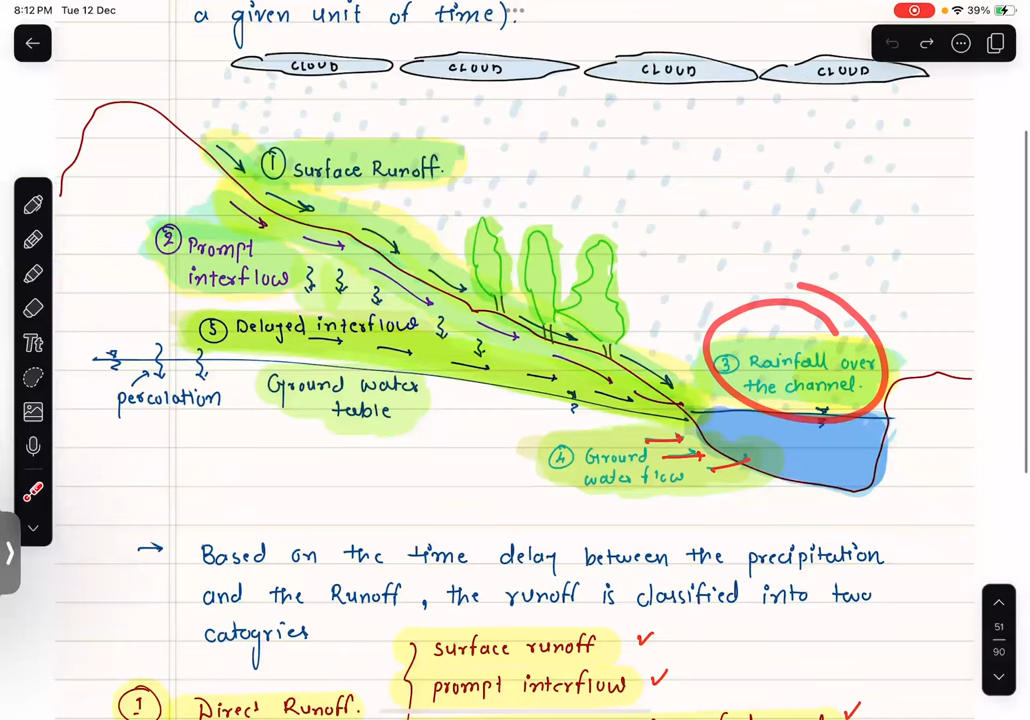 8:12 PM Tue 12 Dec
39%
a given unit of time).
CLOUD CLOUD CLOUD CLOUD
① Surface Runoff.
② Prompt
interflow
⑤ Delayed interflow
③ Rainfall over
the channel.
percolation
Ground water
table
④ Ground
water flow
Tt
51
90
→ Based on the time delay between the precipitation
and the Runoff, the runoff is classified into two
catogries
surface runoff
prompt interflow
① Direct Runoff.